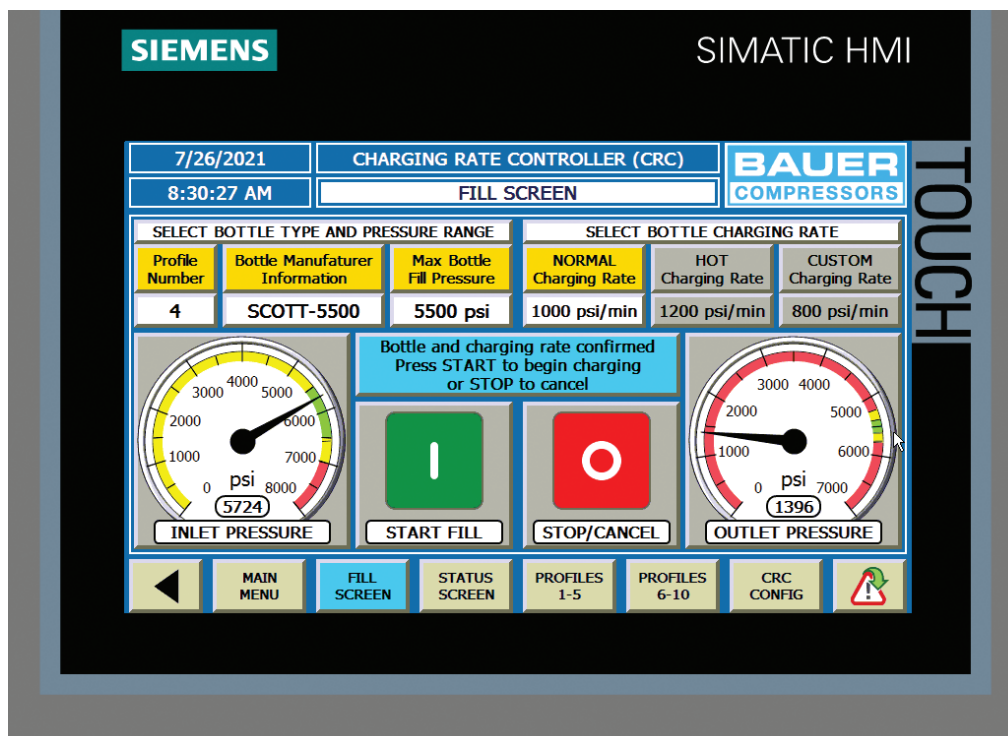 SIEMENS
SIMATIC HMI
TOUCH
7/26/2021
CHARGING RATE CONTROLLER (CRC)
BAUER
COMPRESSORS
8:30:27 AM
FILL SCREEN
SELECT BOTTLE TYPE AND PRESSURE RANGE
SELECT BOTTLE CHARGING RATE
Profile
Number
Bottle Manufaturer
Information
Max Bottle
Fill Pressure
NORMAL
Charging Rate
HOT
Charging Rate
CUSTOM
Charging Rate
4
SCOTT-5500
5500 psi
1000 psi/min
1200 psi/min
800 psi/min
Bottle and charging rate confirmed
Press START to begin charging
or STOP to cancel
0
1000
2000
3000
4000
5000
6000
7000
8000
psi
5724
INLET PRESSURE
START FILL
STOP/CANCEL
0
1000
2000
3000
4000
5000
6000
7000
psi
1396
OUTLET PRESSURE
MAIN
MENU
FILL
SCREEN
STATUS
SCREEN
PROFILES
1-5
PROFILES
6-10
CRC
CONFIG